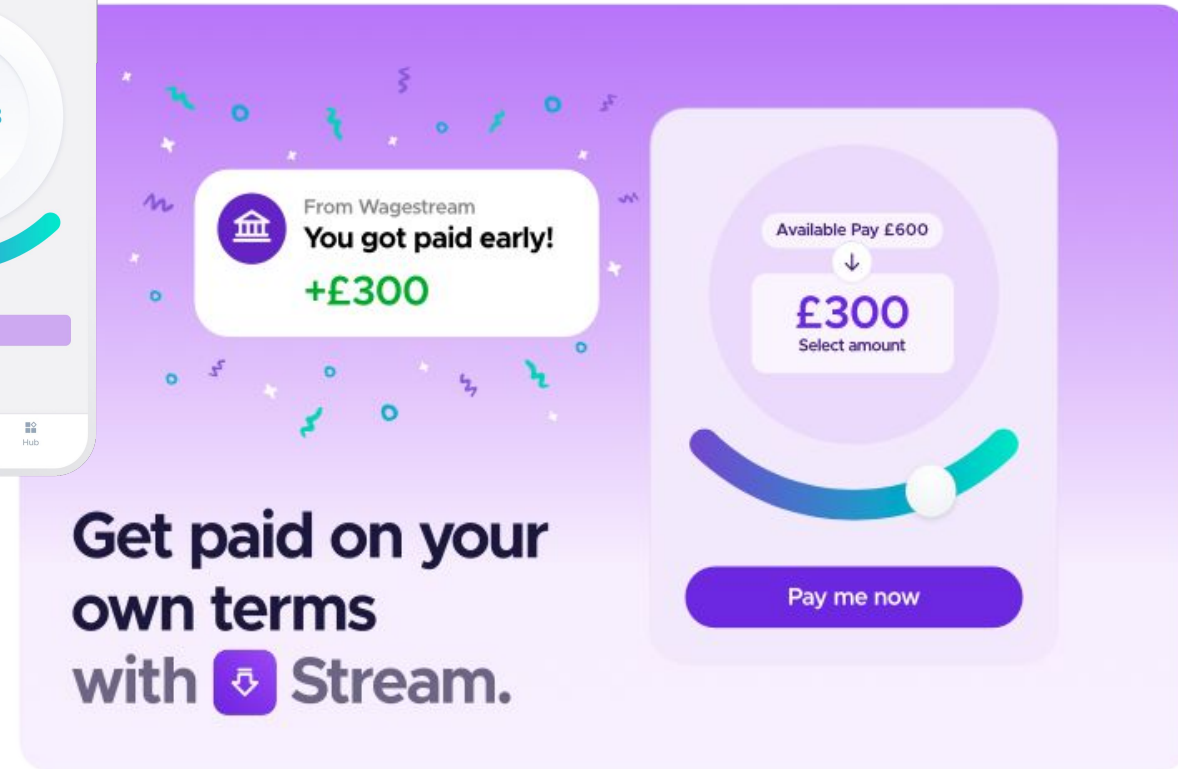 From Wagestream
You got paid early!
+£300
Available Pay £600
£300
Select amount
Pay me now
Hub
Get paid on your
own terms
with Stream.